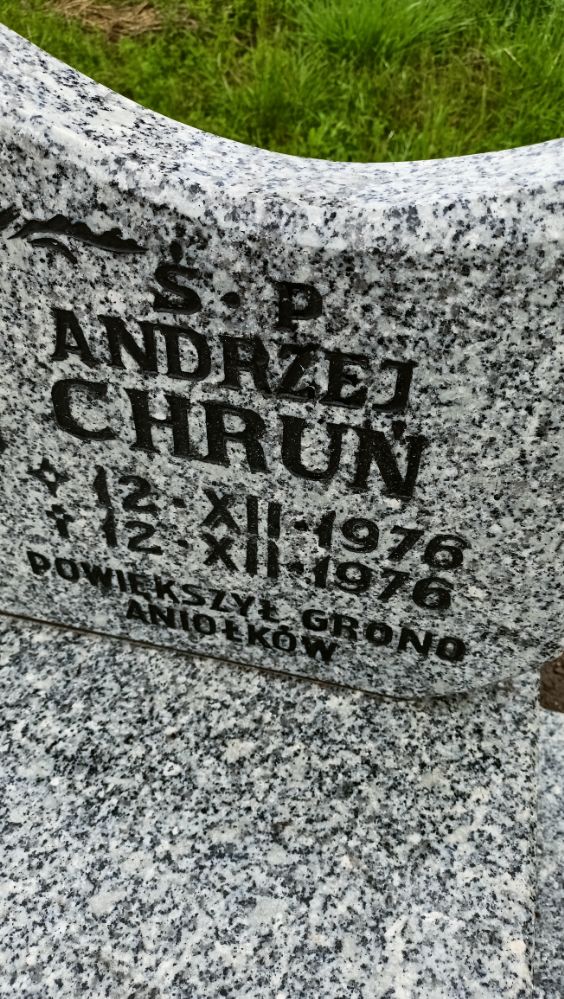 Ś. P
ANDRZEJ
CHRUŃ
12.XII.1976
† 12.XII.1976
POWIĘKSZYŁ GRONO
ANIOŁKÓW